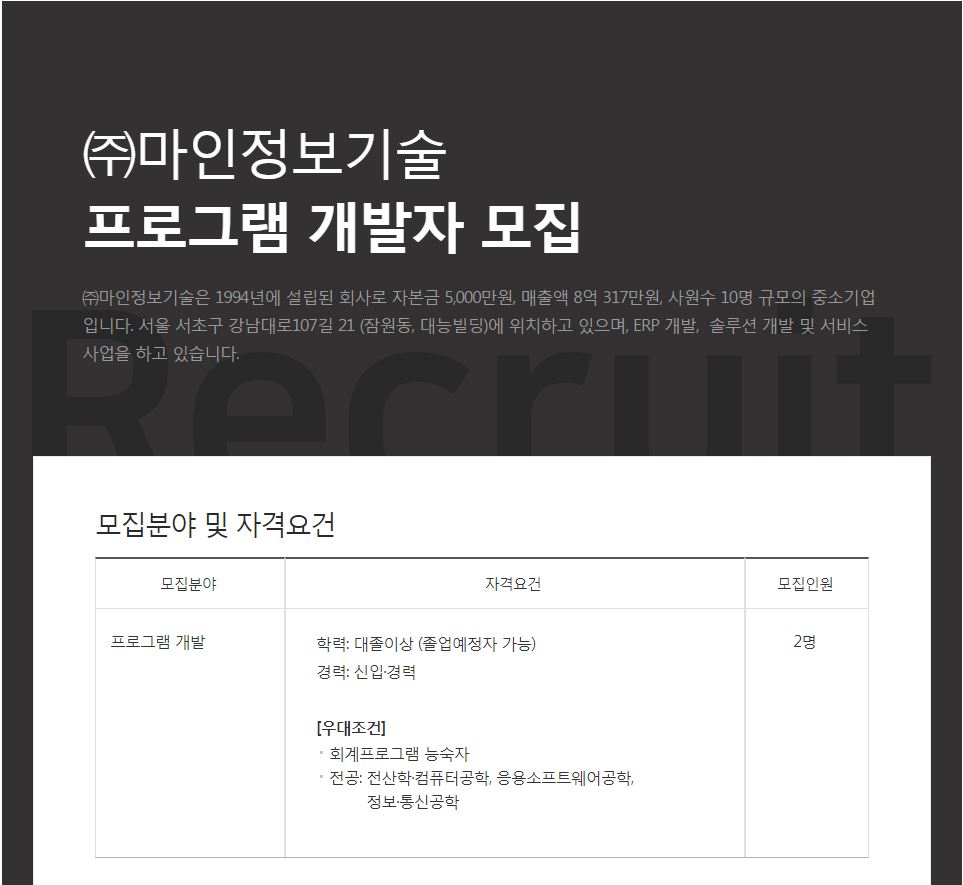 ㈜마인정보기술
프로그램 개발자 모집
㈜마인정보기술은 1994년에 설립된 회사로 자본금 5,000만원, 매출액 8억 317만원, 사원수 10명 규모의 중소기업
입니다. 서울 서초구 강남대로107길 21 (잠원동, 대능빌딩)에 위치하고 있으며, ERP 개발, 솔루션 개발 및 서비스
사업을 하고 있습니다.
Recruit
모집분야 및 자격요건
모집분야 자격요건 모집인원
프로그램 개발 학력: 대졸이상 (졸업예정자 가능) 2명
경력: 신입·경력
[우대조건]
· 회계프로그램 능숙자
· 전공: 전산학·컴퓨터공학, 응용소프트웨어공학,
정보·통신공학